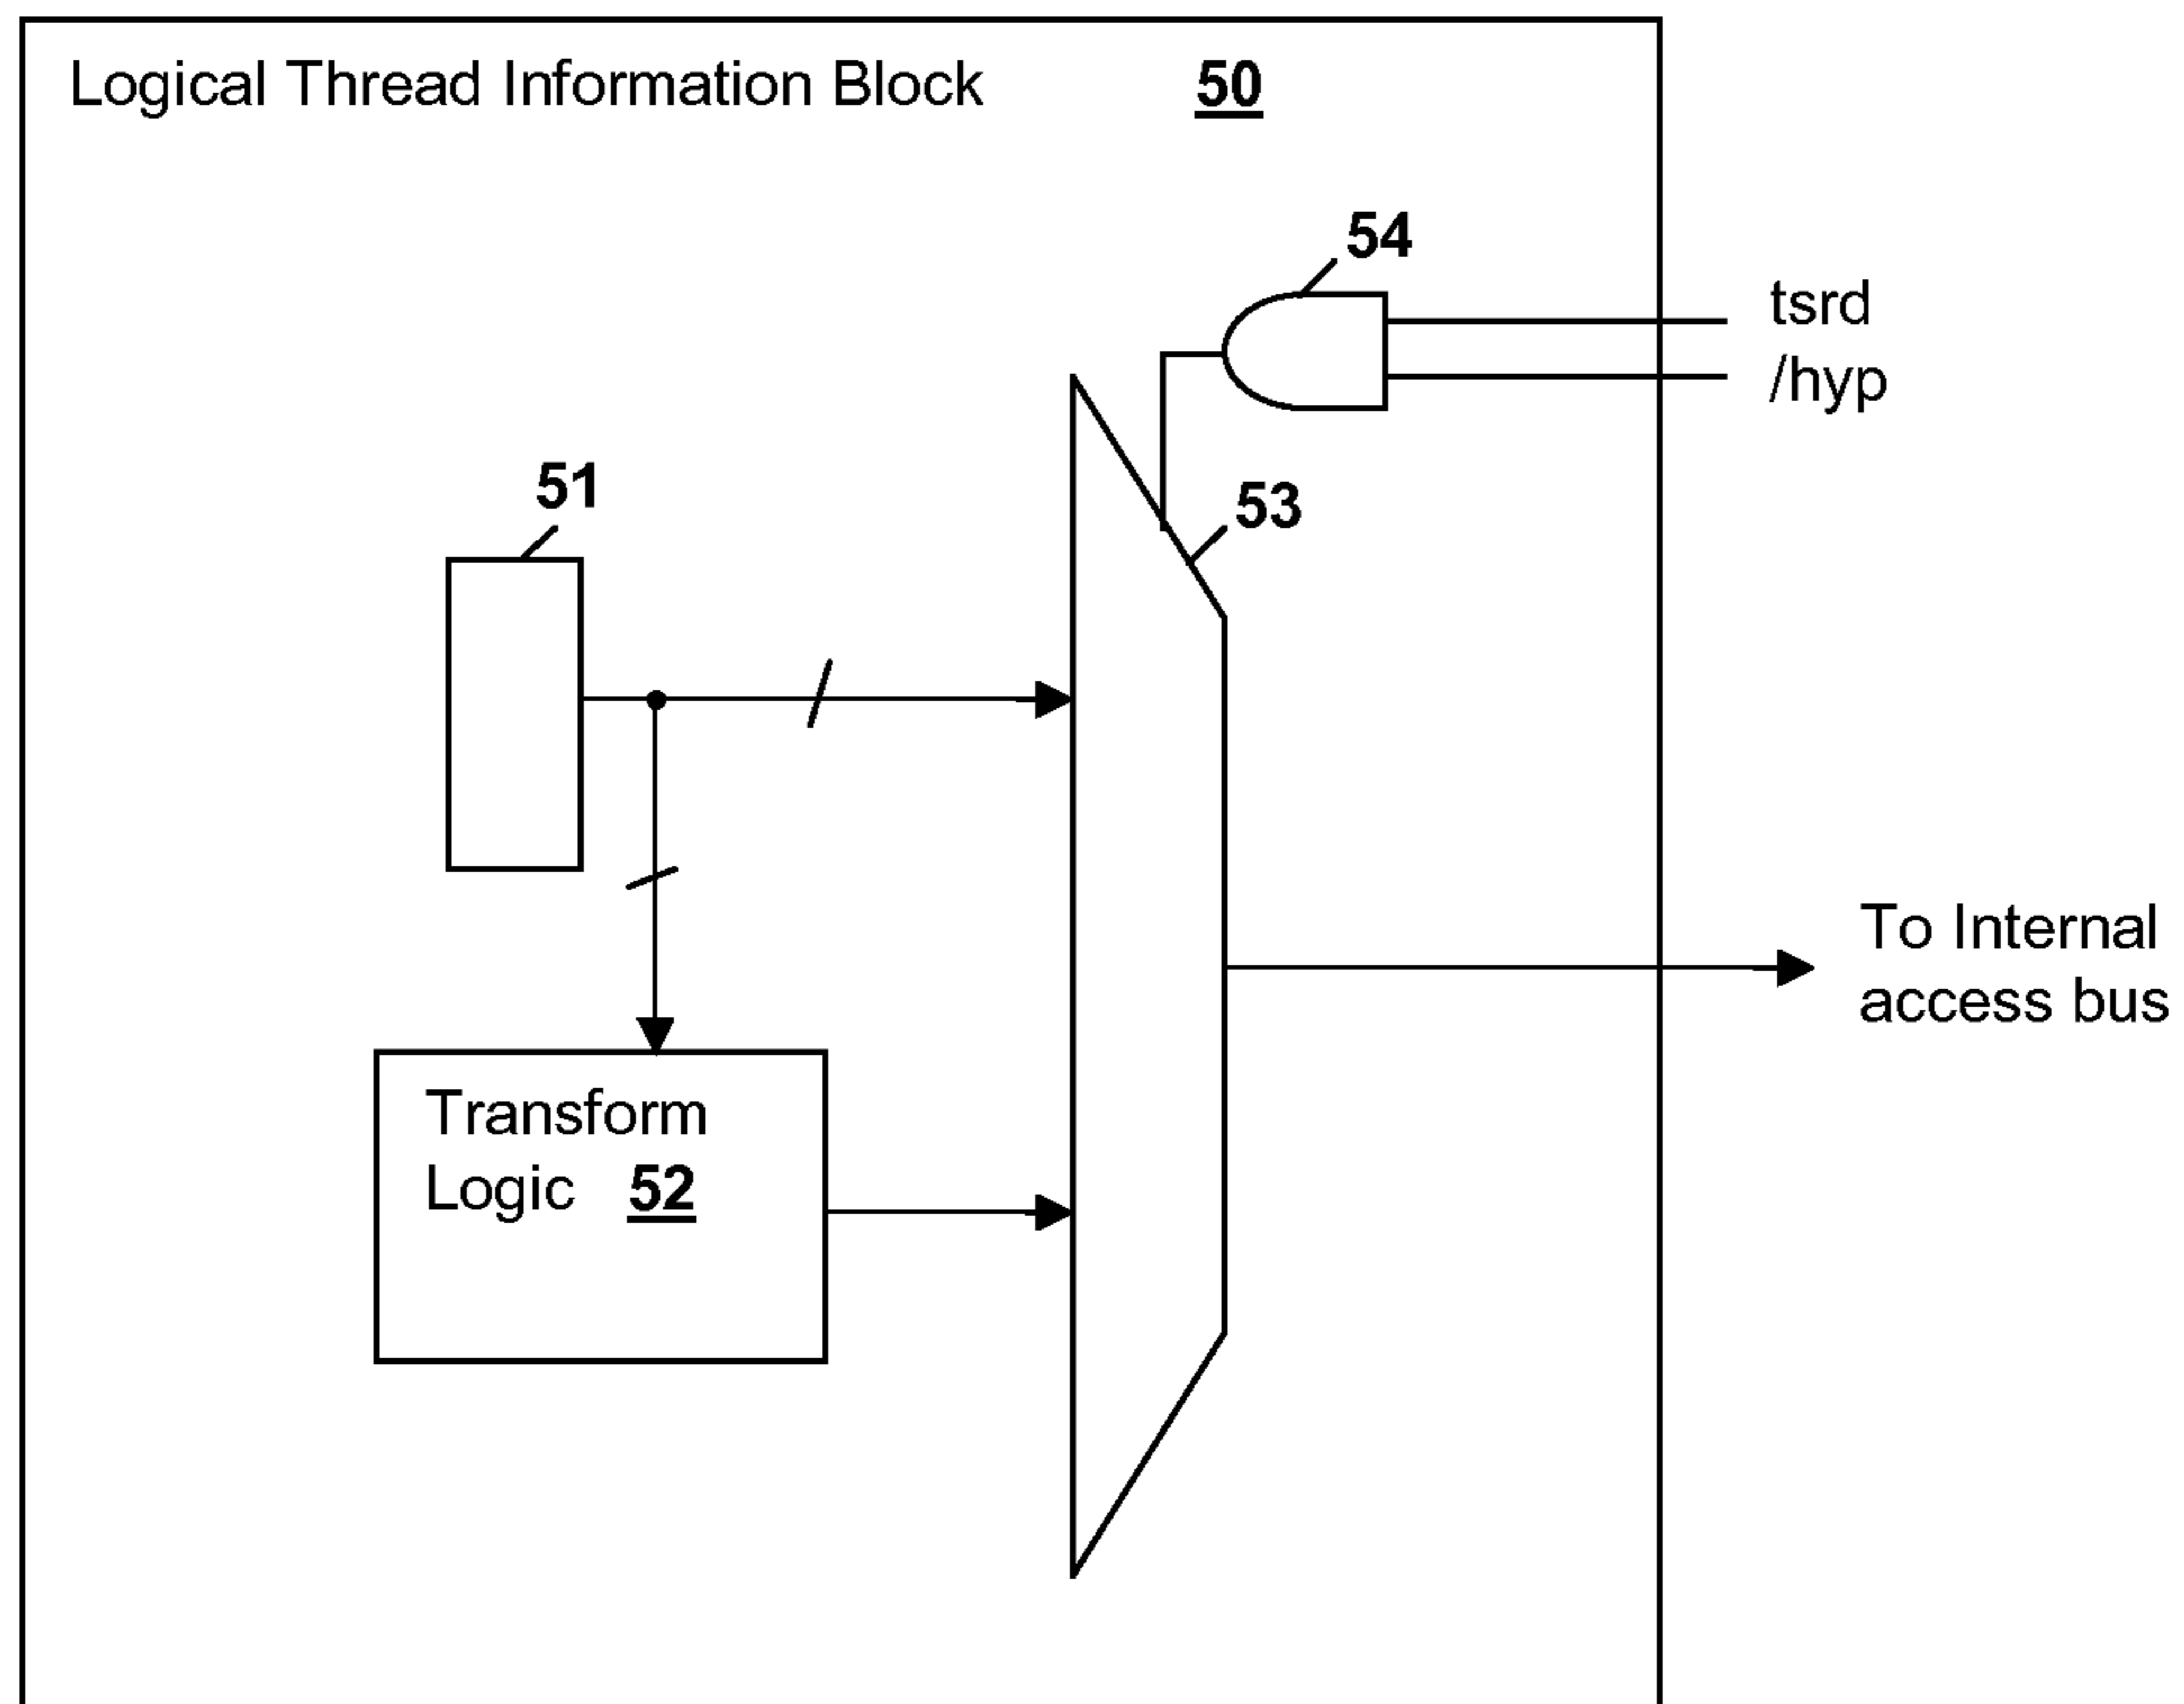 Logical Thread Information Block 50
54
tsrd
/hyp
51
53
To Internal
access bus
Transform
Logic 52